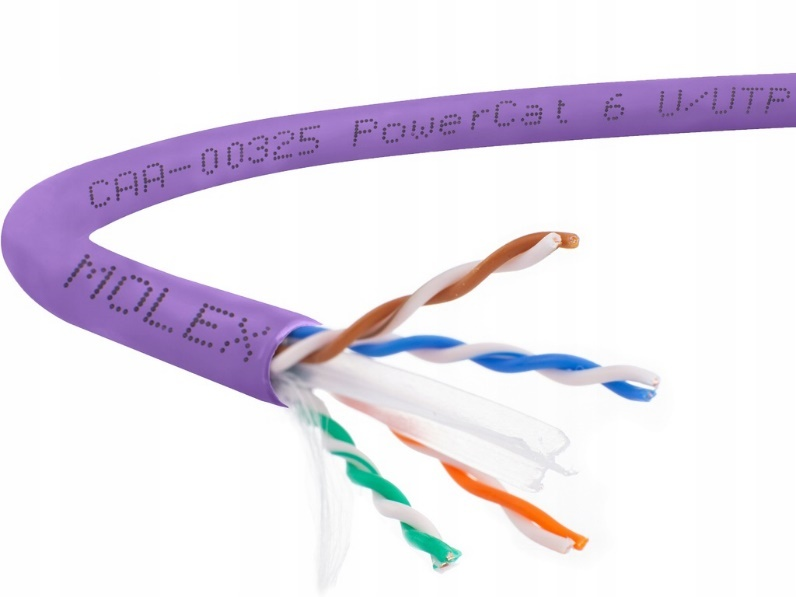 CAA-00325 PowerCat 6 U/UTP
MOLEX